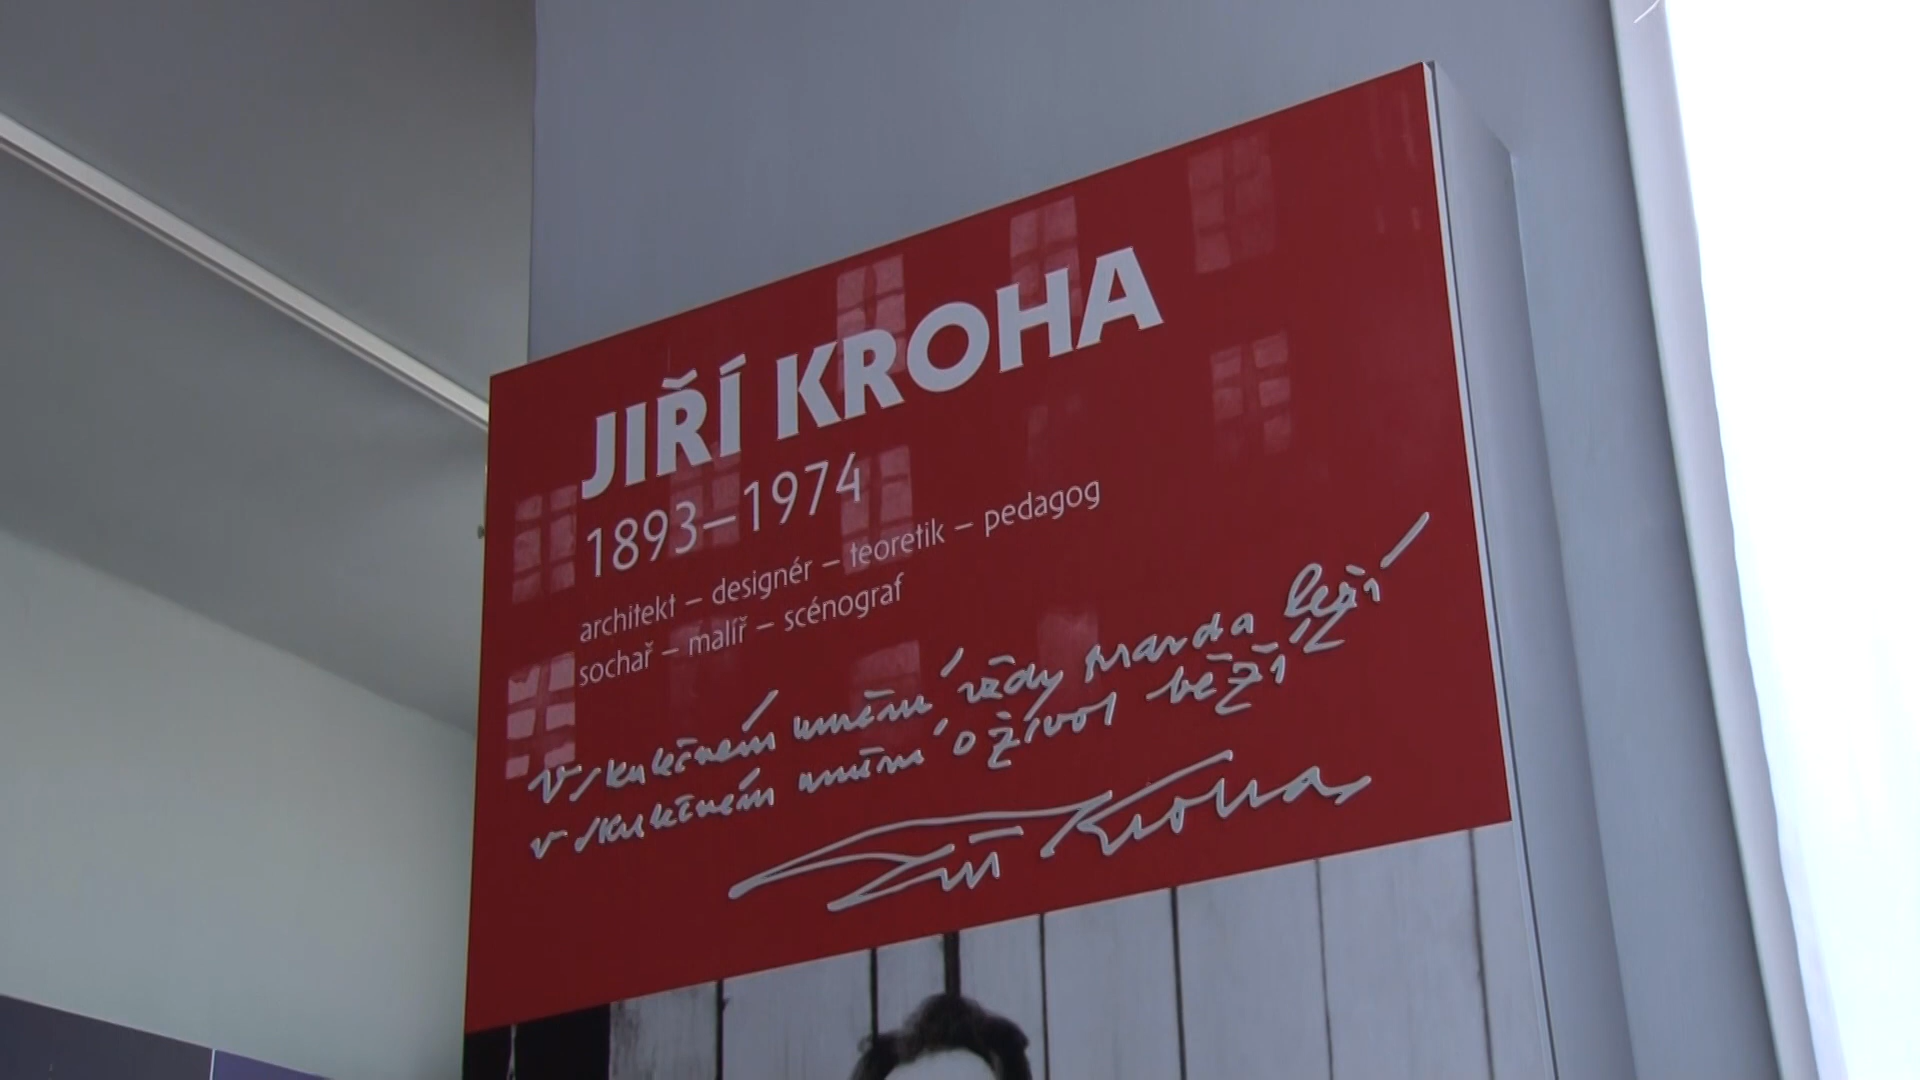 JIŘÍ KROHA
1893–1974
architekt – designér – teoretik – pedagog
sochař – malíř – scénograf
V skutečném umění vždy pravda leží
v skutečném umění o život běží
Jiří Kroha